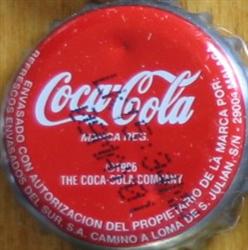 Coca-Cola
MARCA REG.
©1996
THE COCA-COLA COMPANY
ENVASADO CON AUTORIZACION DEL PROPIETARIO DE LA MARCA POR:
REFRESCOS ENVASADOS DEL SUR, S.A. CAMINO A LOMA DE S. JULIAN, S/N - 29004